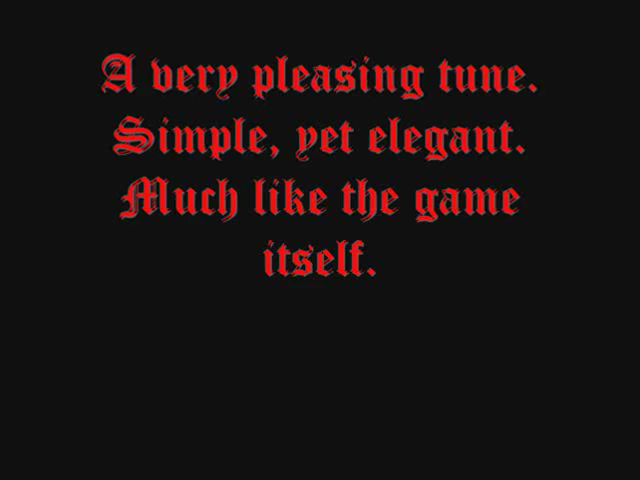 A very pleasing tune.
Simple, yet elegant.
Much like the game
itself.